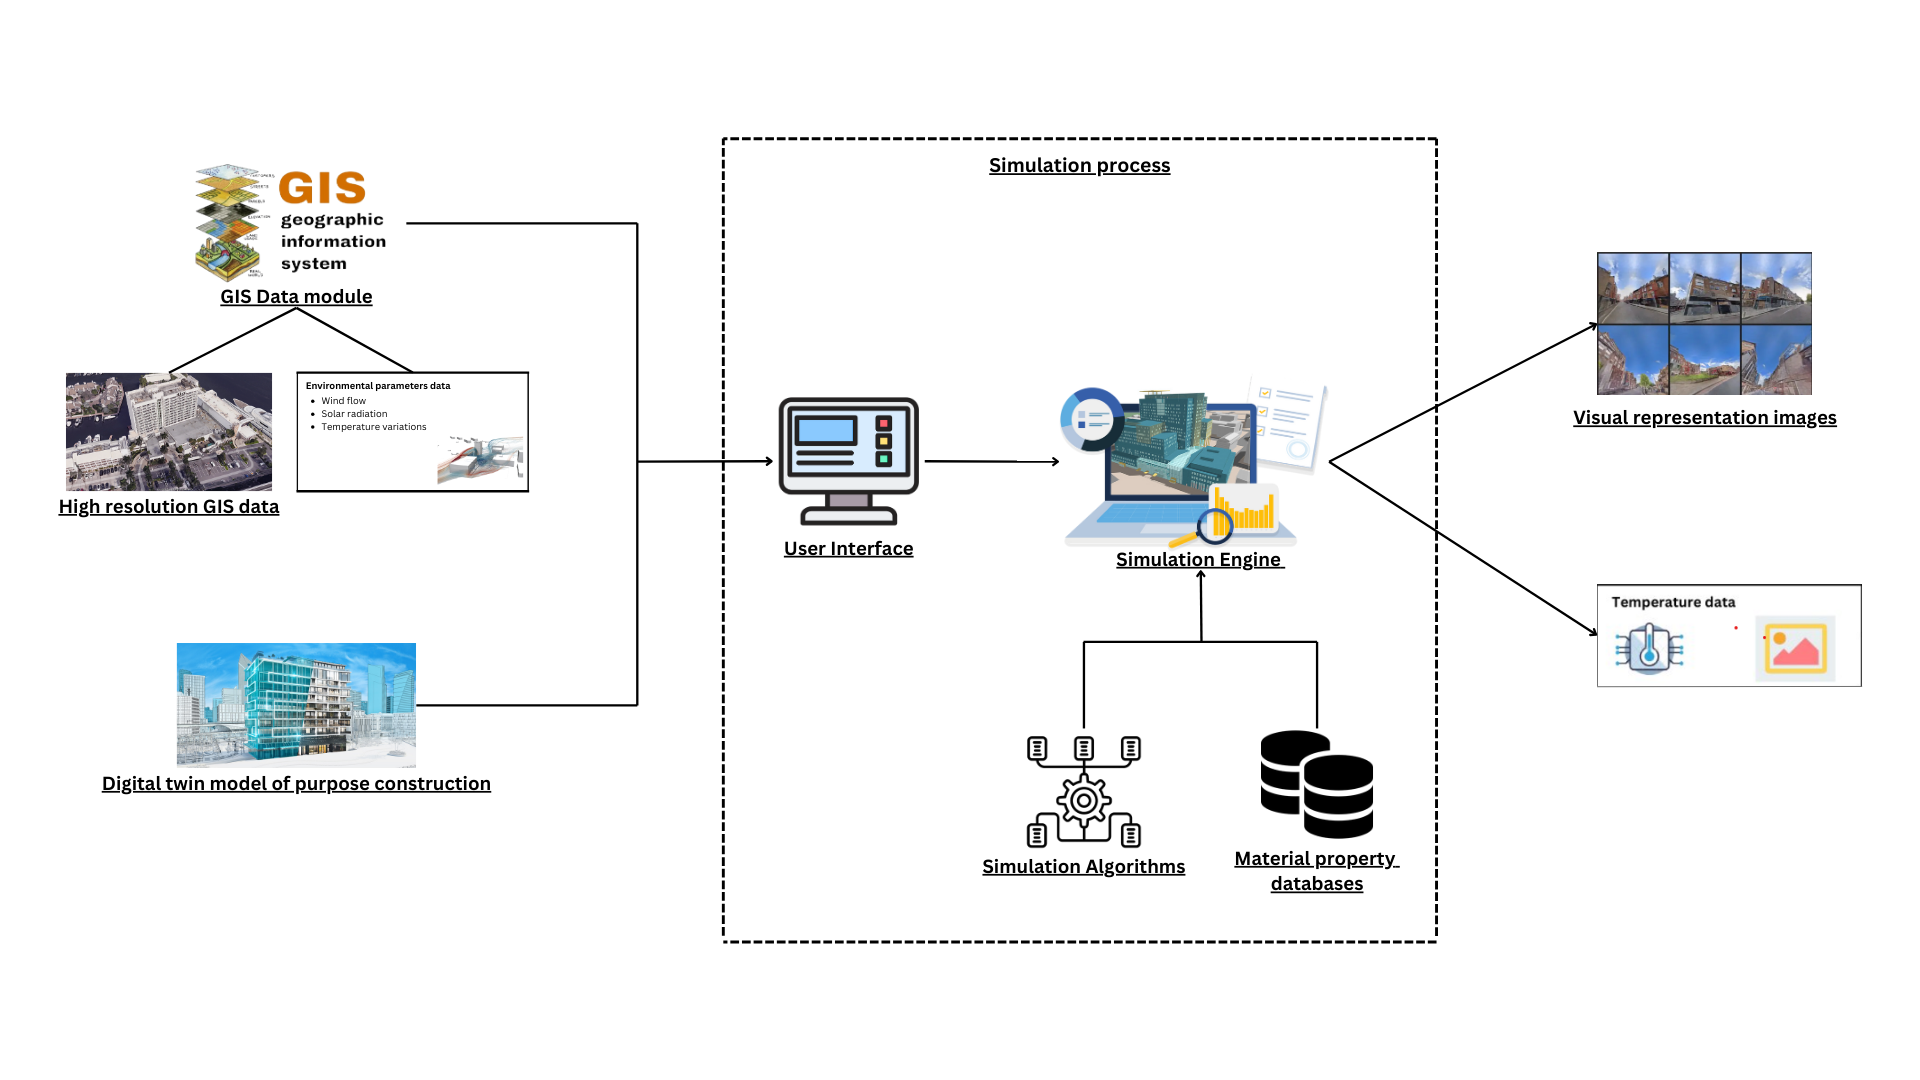 Simulation process
GIS
geographic
information
system
GIS Data module
Environmental parameters data
Wind flow
Solar radiation
Temperature variations
High resolution GIS data
Digital twin model of purpose construction
User Interface
Simulation Engine
Simulation Algorithms
Material property
databases
Visual representation images
Temperature data